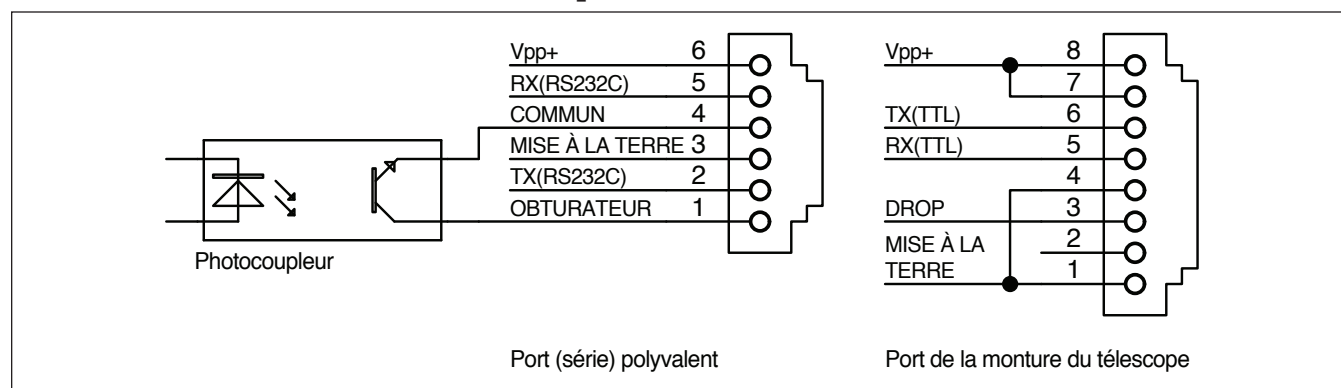 Vpp+ 6
RX(RS232C) 5
COMMUN 4
MISE À LA TERRE 3
TX(RS232C) 2
OBTURATEUR 1
Photocoupleur
Port (série) polyvalent
Vpp+ 8
7
TX(TTL) 6
RX(TTL) 5
4
DROP 3
MISE À LA 2
TERRE 1
Port de la monture du télescope